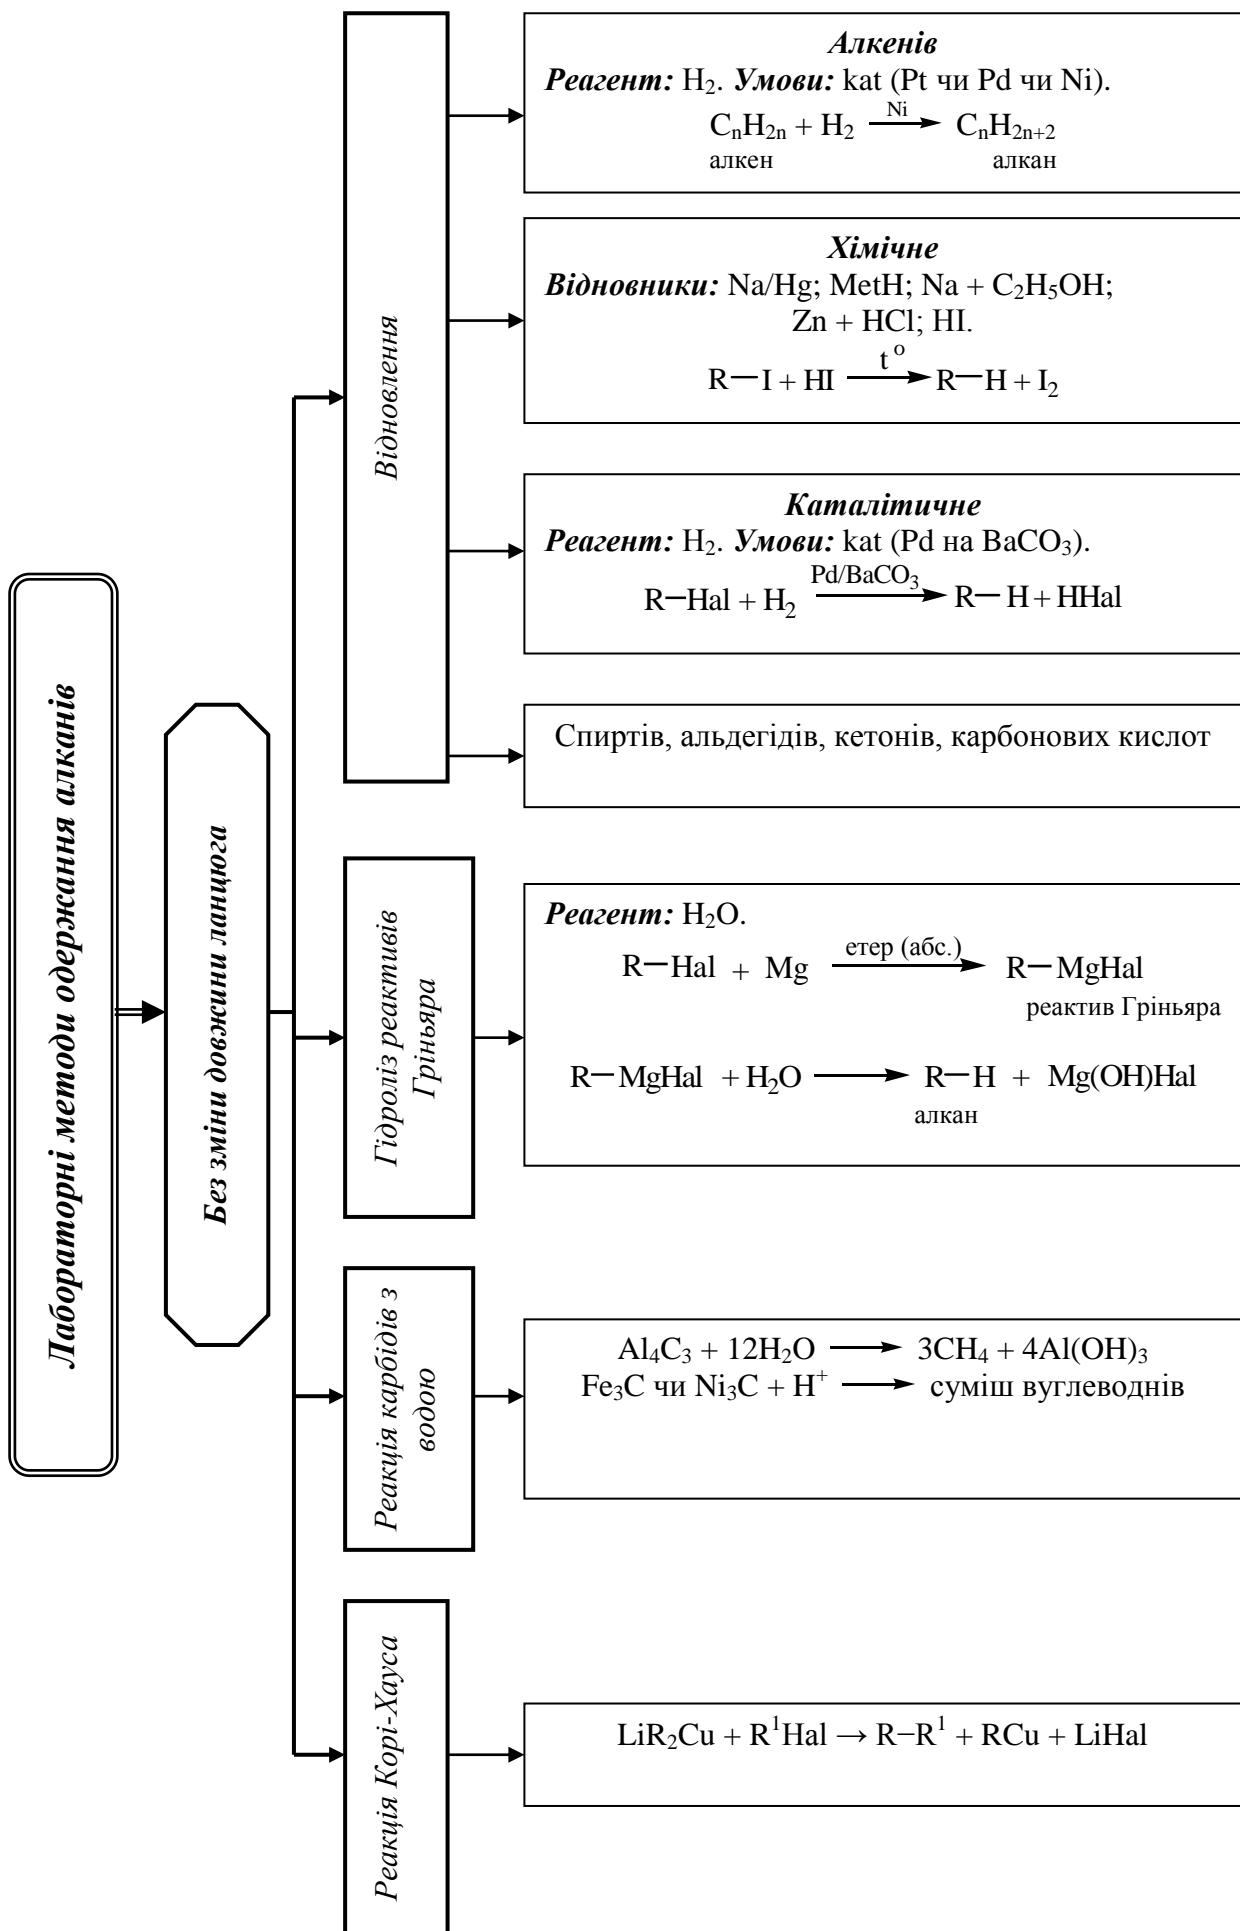 Лабораторні методи одержання алканів
Без зміни довжини ланцюга
Відновлення
Алкенів
Реагент: H₂. Умови: kat (Pt чи Pd чи Ni).
CₙH₂ₙ + H₂ —Ni→ CₙH₂ₙ₊₂
алкен алкан
Хімічне
Відновники: Na/Hg; MetH; Na + C₂H₅OH;
Zn + HCl; HI.
R—I + HI —t°→ R—H + I₂
Каталітичне
Реагент: H₂. Умови: kat (Pd на BaCO₃).
R—Hal + H₂ —Pd/BaCO₃→ R—H + HHal
Спиртів, альдегідів, кетонів, карбонових кислот
Гідроліз реактивів
Гріньяра
Реагент: H₂O.
R—Hal + Mg —етер (абс.)→ R—MgHal
реактив Гріньяра
R—MgHal + H₂O ⟶ R—H + Mg(OH)Hal
алкан
Реакція карбідів з
водою
Al₄C₃ + 12H₂O ⟶ 3CH₄ + 4Al(OH)₃
Fe₃C чи Ni₃C + H⁺ ⟶ суміш вуглеводнів
Реакція Корі-Хауса
LiR₂Cu + R¹Hal → R−R¹ + RCu + LiHal